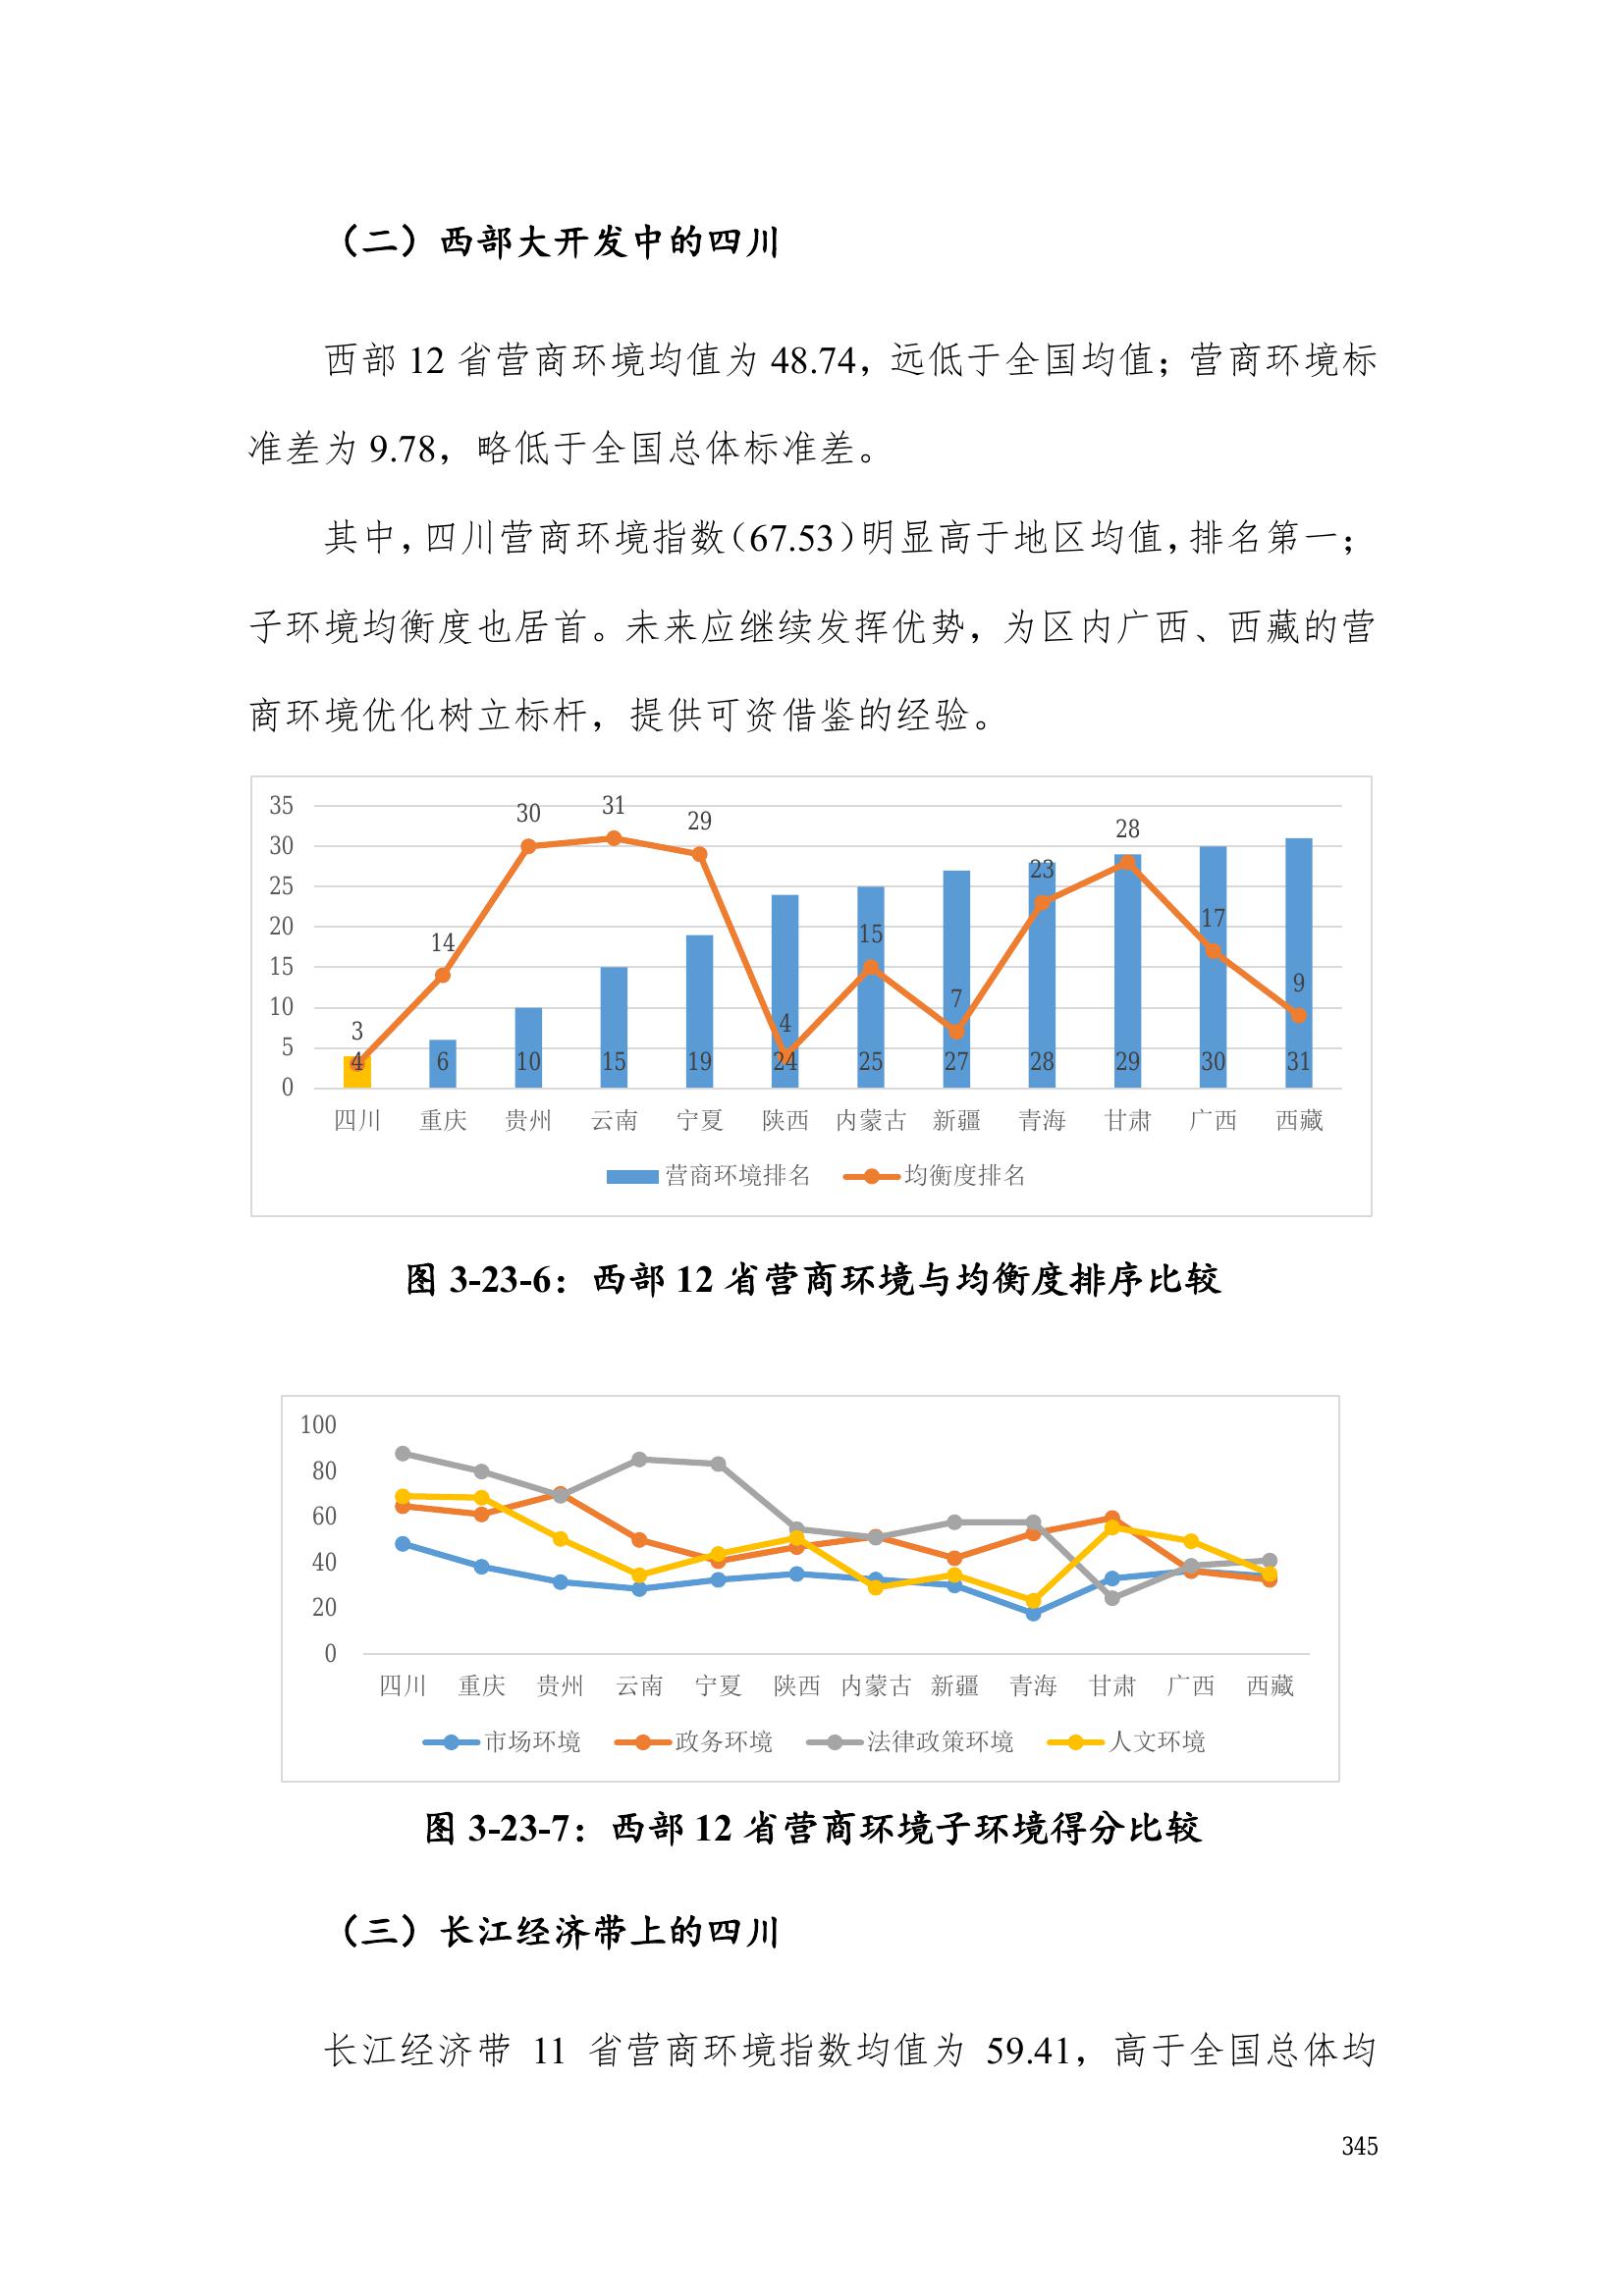 （二）西部大开发中的四川
西部 12 省营商环境均值为 48.74，远低于全国均值；营商环境标
准差为 9.78，略低于全国总体标准差。
其中，四川营商环境指数（67.53）明显高于地区均值，排名第一；
子环境均衡度也居首。未来应继续发挥优势，为区内广西、西藏的营
商环境优化树立标杆，提供可资借鉴的经验。
35
30
25
20
15
10
5
0
3 14 30 31 29 4 15 7 23 28 17 9
4 6 10 15 19 24 25 27 28 29 30 31
四川 重庆 贵州 云南 宁夏 陕西 内蒙古 新疆 青海 甘肃 广西 西藏
营商环境排名 均衡度排名
图 3-23-6：西部 12 省营商环境与均衡度排序比较
100
80
60
40
20
0
四川 重庆 贵州 云南 宁夏 陕西 内蒙古 新疆 青海 甘肃 广西 西藏
市场环境 政务环境 法律政策环境 人文环境
图 3-23-7：西部 12 省营商环境子环境得分比较
（三）长江经济带上的四川
长江经济带 11 省营商环境指数均值为 59.41，高于全国总体均
345